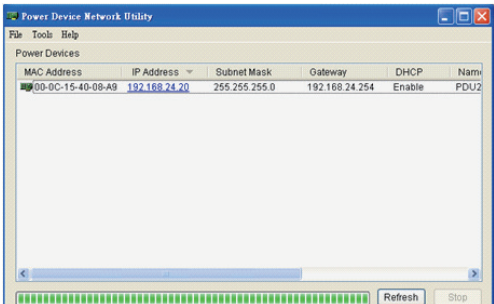 Power Device Network Utility
File Tools Help
Power Devices
MAC Address IP Address Subnet Mask Gateway DHCP Name
00-0C-15-40-08-A9 192.168.24.20 255.255.255.0 192.168.24.254 Enable PDU2
Refresh Stop